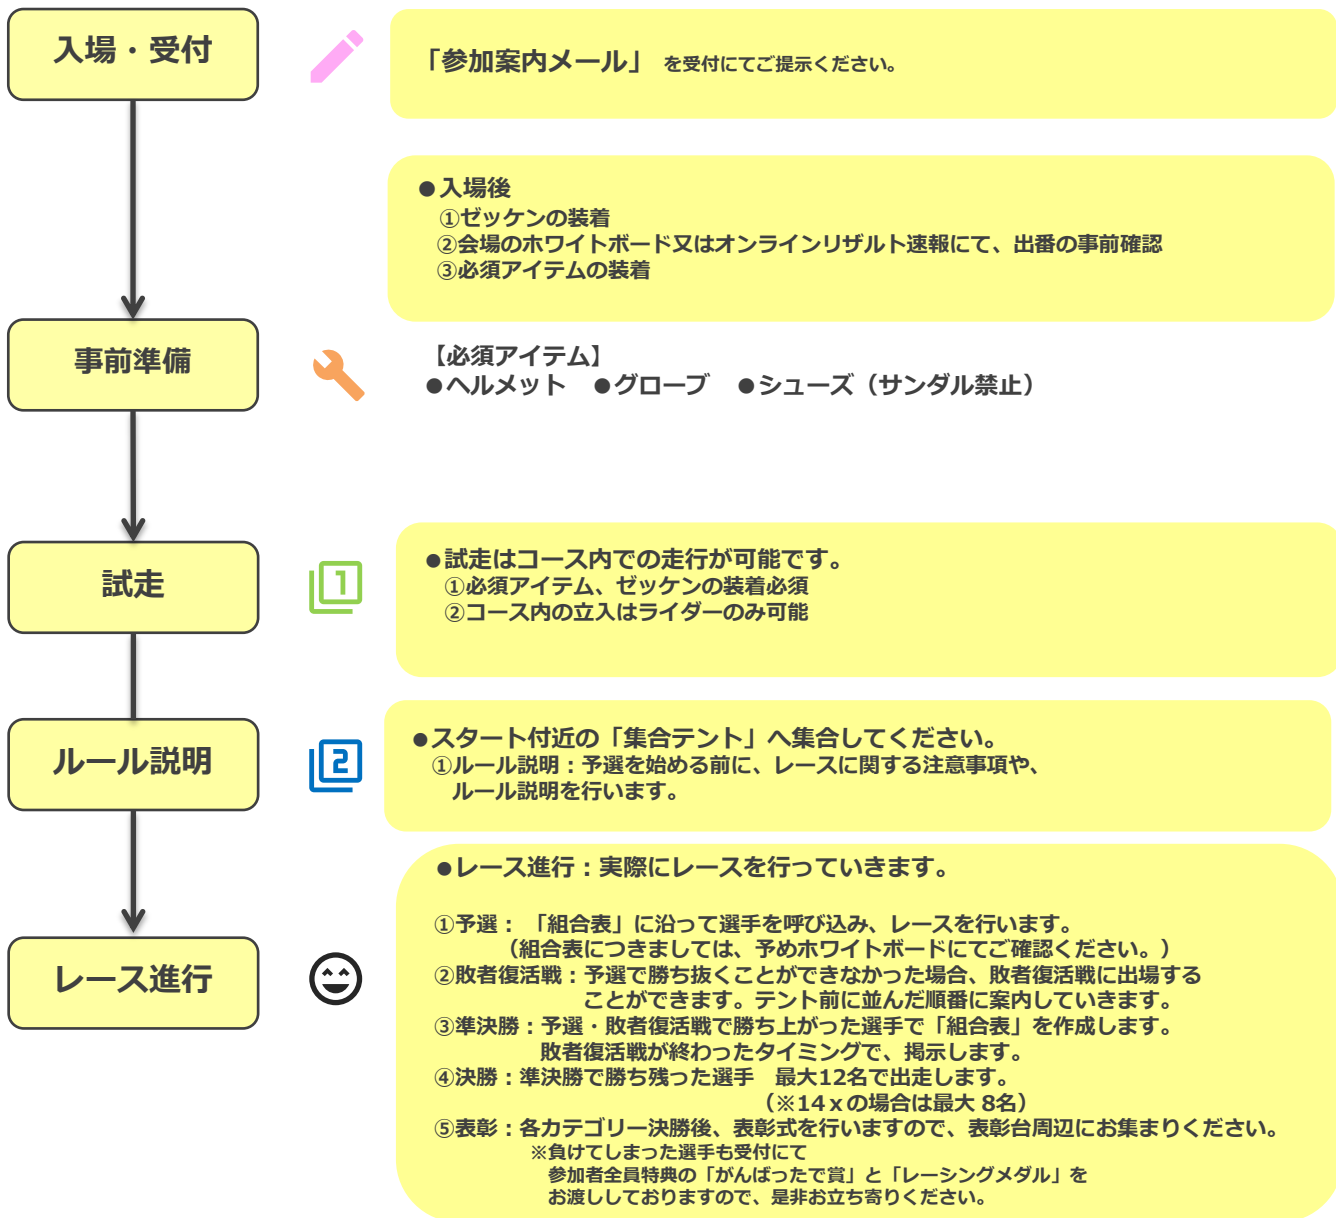 入場・受付
「参加案内メール」 を受付にてご提示ください。
●入場後
①ゼッケンの装着
②会場のホワイトボード又はオンラインリザルト速報にて、出番の事前確認
③必須アイテムの装着
事前準備
【必須アイテム】
●ヘルメット ●グローブ ●シューズ（サンダル禁止）
試走
1
●試走はコース内での走行が可能です。
①必須アイテム、ゼッケンの装着必須
②コース内の立入はライダーのみ可能
ルール説明
2
●スタート付近の「集合テント」へ集合してください。
①ルール説明：予選を始める前に、レースに関する注意事項や、
ルール説明を行います。
レース進行
●レース進行：実際にレースを行っていきます。
①予選： 「組合表」に沿って選手を呼び込み、レースを行います。
（組合表につきましては、予めホワイトボードにてご確認ください。）
②敗者復活戦：予選で勝ち抜くことができなかった場合、敗者復活戦に出場する
ことができます。テント前に並んだ順番に案内していきます。
③準決勝：予選・敗者復活戦で勝ち上がった選手で「組合表」を作成します。
敗者復活戦が終わったタイミングで、掲示します。
④決勝：準決勝で勝ち残った選手 最大12名で出走します。
（※14ｘの場合は最大 8名）
⑤表彰：各カテゴリー決勝後、表彰式を行いますので、表彰台周辺にお集まりください。
※負けてしまった選手も受付にて
参加者全員特典の「がんばったで賞」と「レーシングメダル」を
お渡ししておりますので、是非お立ち寄りください。